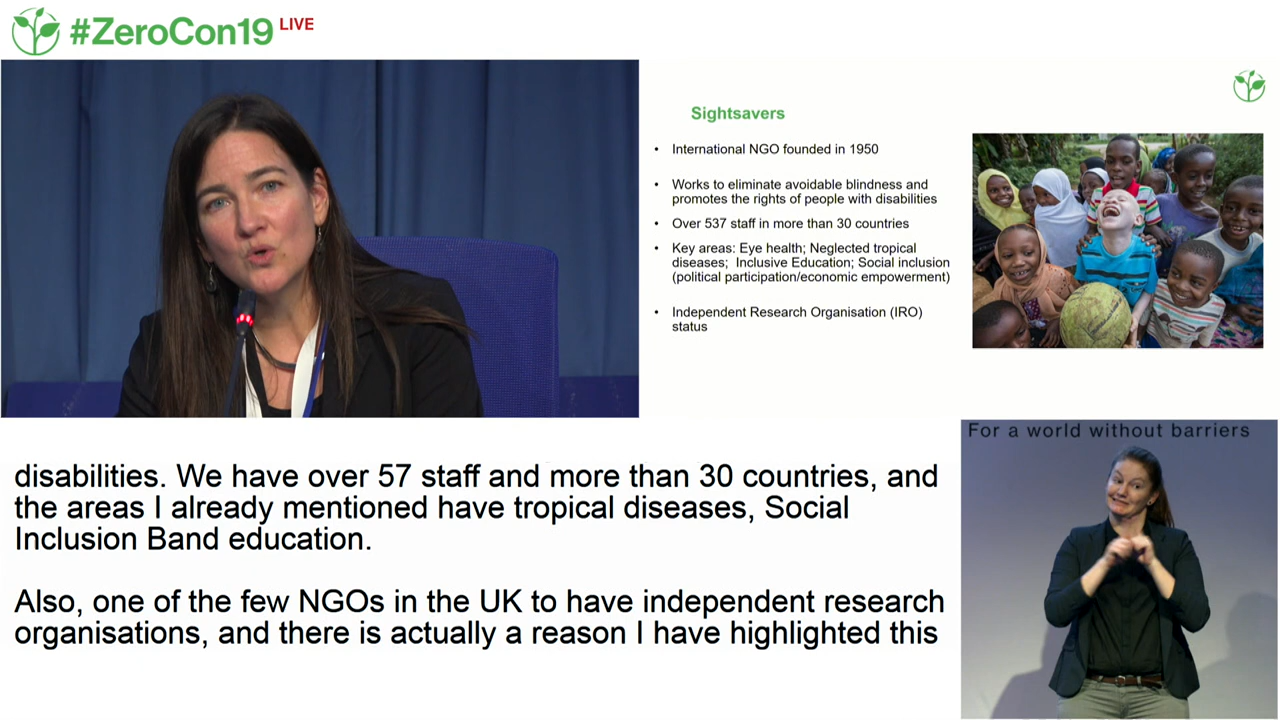 #ZeroCon19 LIVE
Sightsavers
• International NGO founded in 1950
• Works to eliminate avoidable blindness and
promotes the rights of people with disabilities
• Over 537 staff in more than 30 countries
• Key areas: Eye health; Neglected tropical
diseases; Inclusive Education; Social inclusion
(political participation/economic empowerment)
• Independent Research Organisation (IRO)
status
disabilities. We have over 57 staff and more than 30 countries, and
the areas I already mentioned have tropical diseases, Social
Inclusion Band education.
Also, one of the few NGOs in the UK to have independent research
organisations, and there is actually a reason I have highlighted this
For a world without barriers